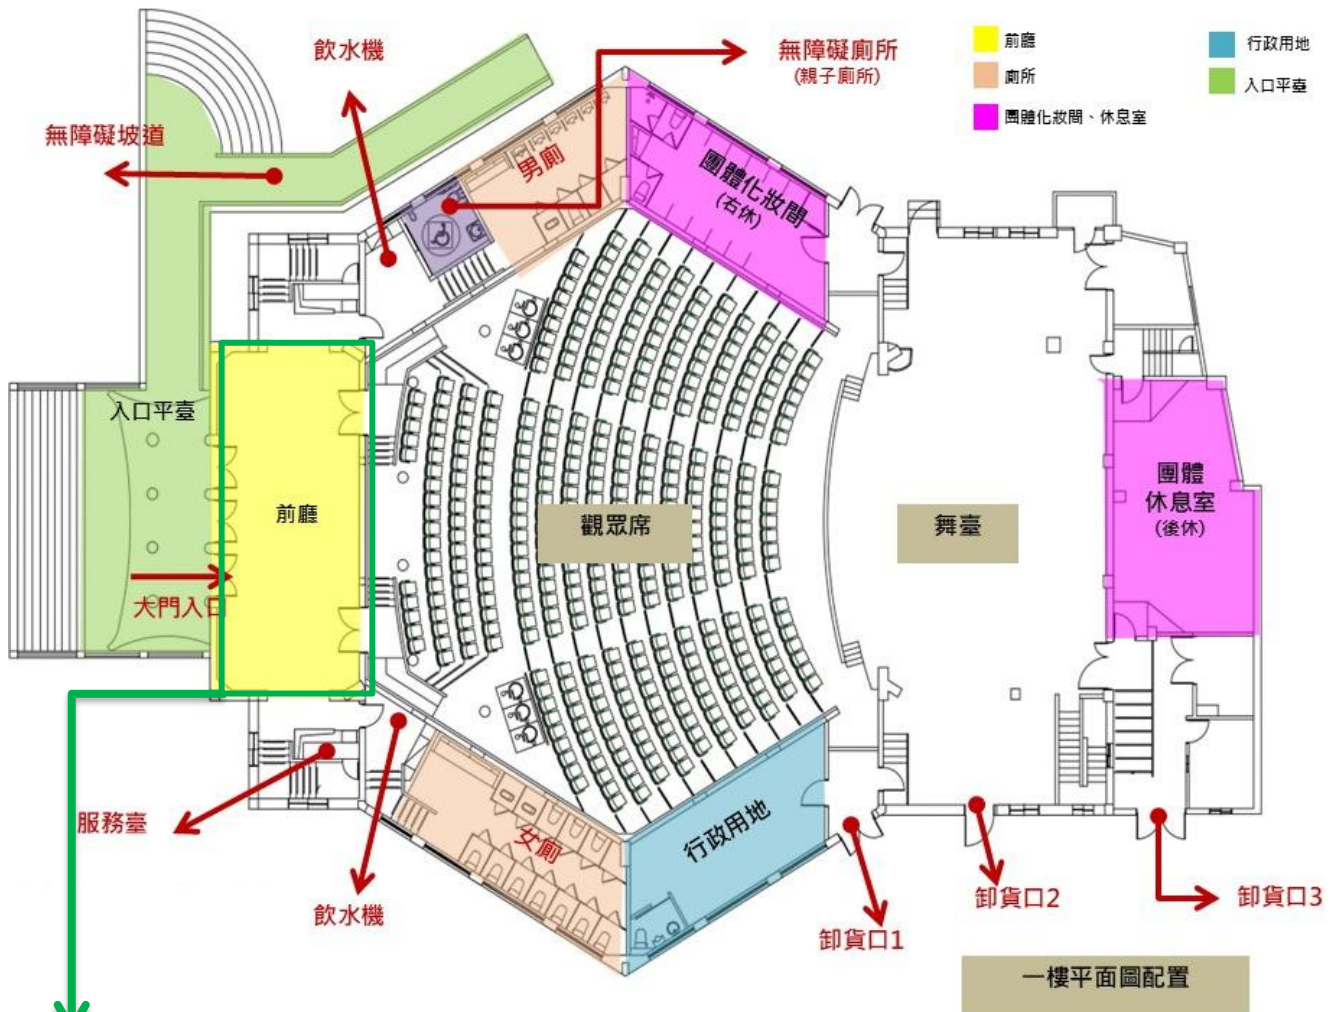 飲水機
無障礙廁所
(親子廁所)
前廳
廁所
團體化妝間、休息室
行政用地
入口平臺
無障礙坡道
男廁
團體化妝間
(右休)
入口平臺
前廳
觀眾席
舞臺
團體
休息室
(後休)
大門入口
服務臺
女廁
行政用地
飲水機
卸貨口1
卸貨口2
卸貨口3
一樓平面圖配置